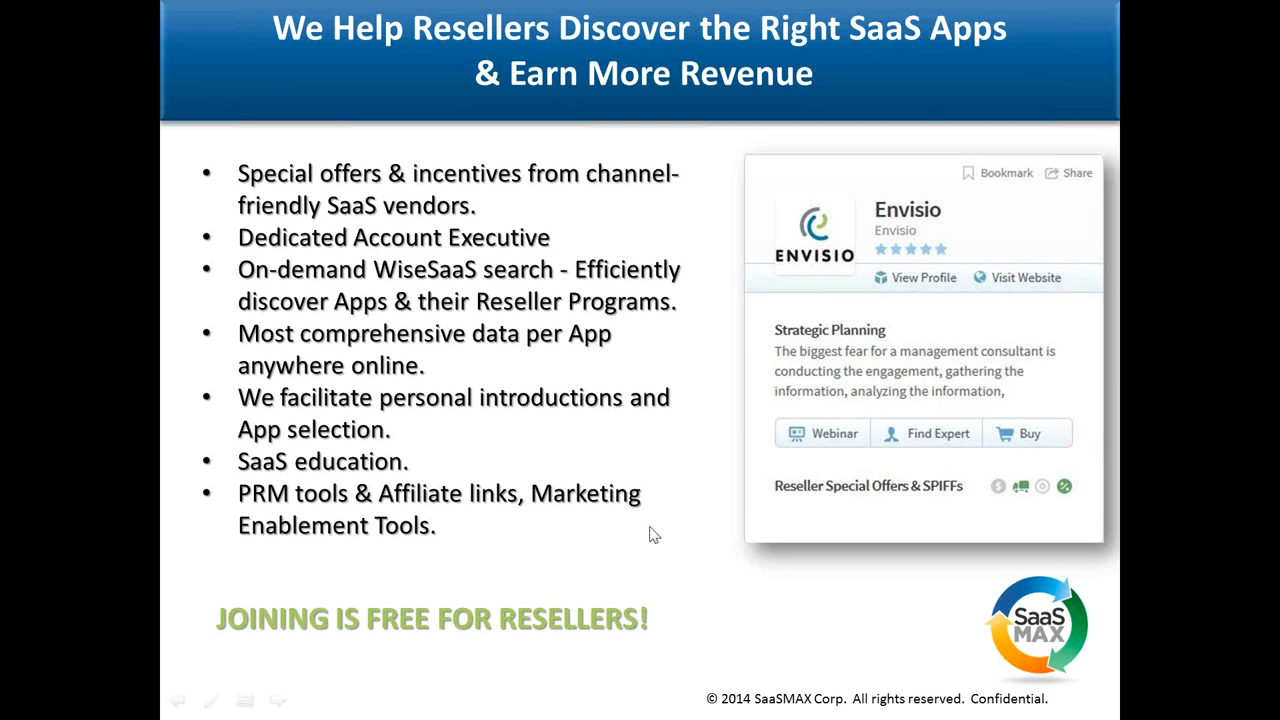 We Help Resellers Discover the Right SaaS Apps
& Earn More Revenue
• Special offers & incentives from channel-
friendly SaaS vendors.
• Dedicated Account Executive
• On-demand WiseSaaS search - Efficiently
discover Apps & their Reseller Programs.
• Most comprehensive data per App
anywhere online.
• We facilitate personal introductions and
App selection.
• SaaS education.
• PRM tools & Affiliate links, Marketing
Enablement Tools.
JOINING IS FREE FOR RESELLERS!
Bookmark Share
ENVISIO
Envisio
Envisio
View Profile Visit Website
Strategic Planning
The biggest fear for a management consultant is
conducting the engagement, gathering the
information, analyzing the information,
Webinar Find Expert Buy
Reseller Special Offers & SPIFFs
SaaS
MAX
© 2014 SaaSMAX Corp. All rights reserved. Confidential.